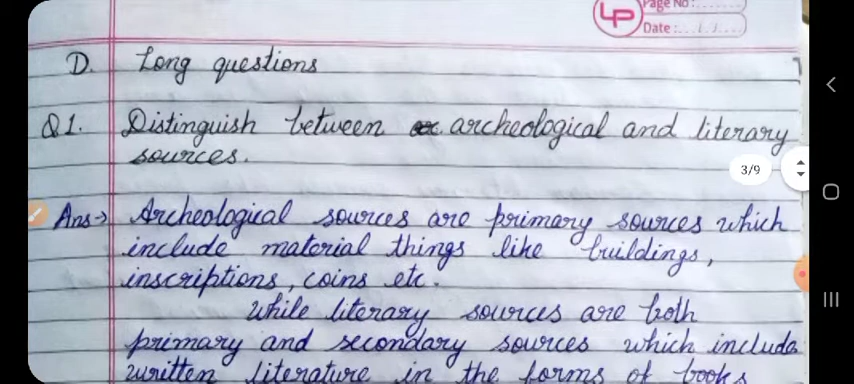 LP
Page No :.......
Date :...../..../....
D. Long questions
Q1. Distinguish between archeological and literary
sources.
3/9
Ans→ Archeological sources are primary sources which
include material things like buildings,
inscriptions, coins etc.
while literary sources are both
primary and secondary sources which include
written literature in the forms of books